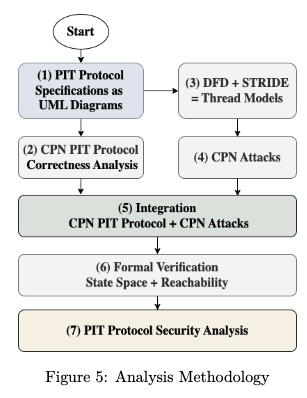 Start
(1) PIT Protocol
Specifications as
UML Diagrams
(3) DFD + STRIDE
= Thread Models
(2) CPN PIT Protocol
Correctness Analysis
(4) CPN Attacks
(5) Integration
CPN PIT Protocol + CPN Attacks
(6) Formal Verification
State Space + Reachability
(7) PIT Protocol Security Analysis
Figure 5: Analysis Methodology